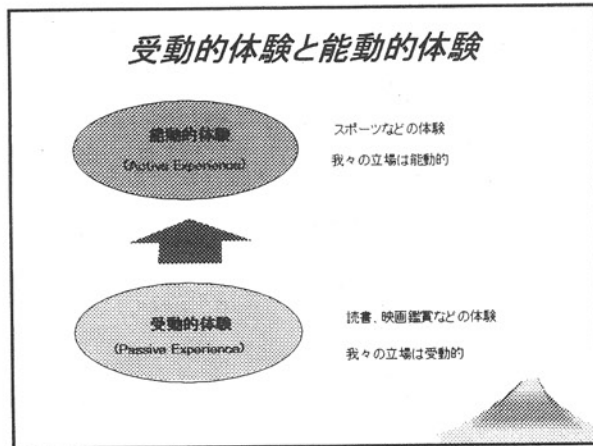 受動的体験と能動的体験
能動的体験
(Active Experience)
スポーツなどの体験
我々の立場は能動的
受動的体験
(Passive Experience)
読書、映画鑑賞などの体験
我々の立場は受動的